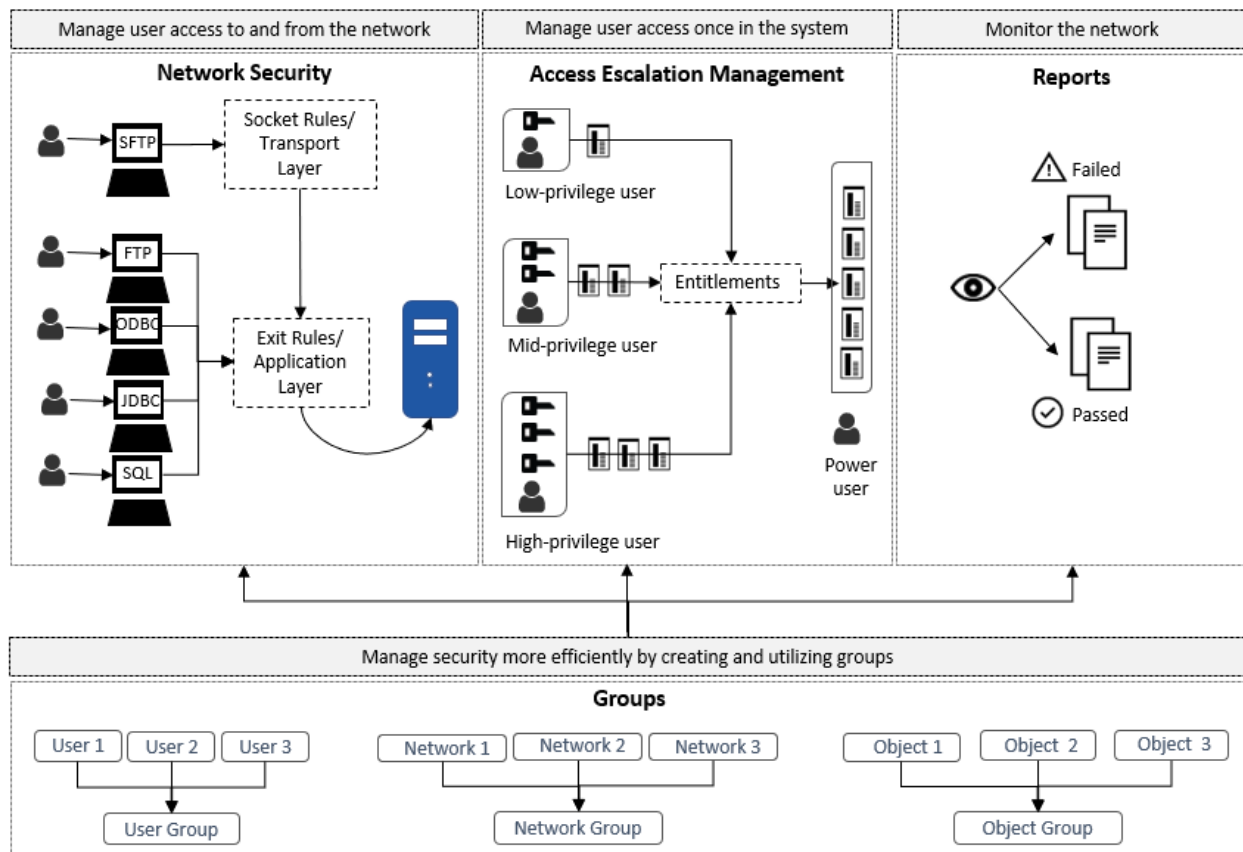 Manage user access to and from the network
Manage user access once in the system
Monitor the network
Network Security
SFTP
Socket Rules/
Transport
Layer
FTP
ODBC
JDBC
SQL
Exit Rules/
Application
Layer
Access Escalation Management
Low-privilege user
Mid-privilege user
High-privilege user
Entitlements
Power
user
Reports
Failed
Passed
Manage security more efficiently by creating and utilizing groups
Groups
User 1
User 2
User 3
User Group
Network 1
Network 2
Network 3
Network Group
Object 1
Object 2
Object 3
Object Group